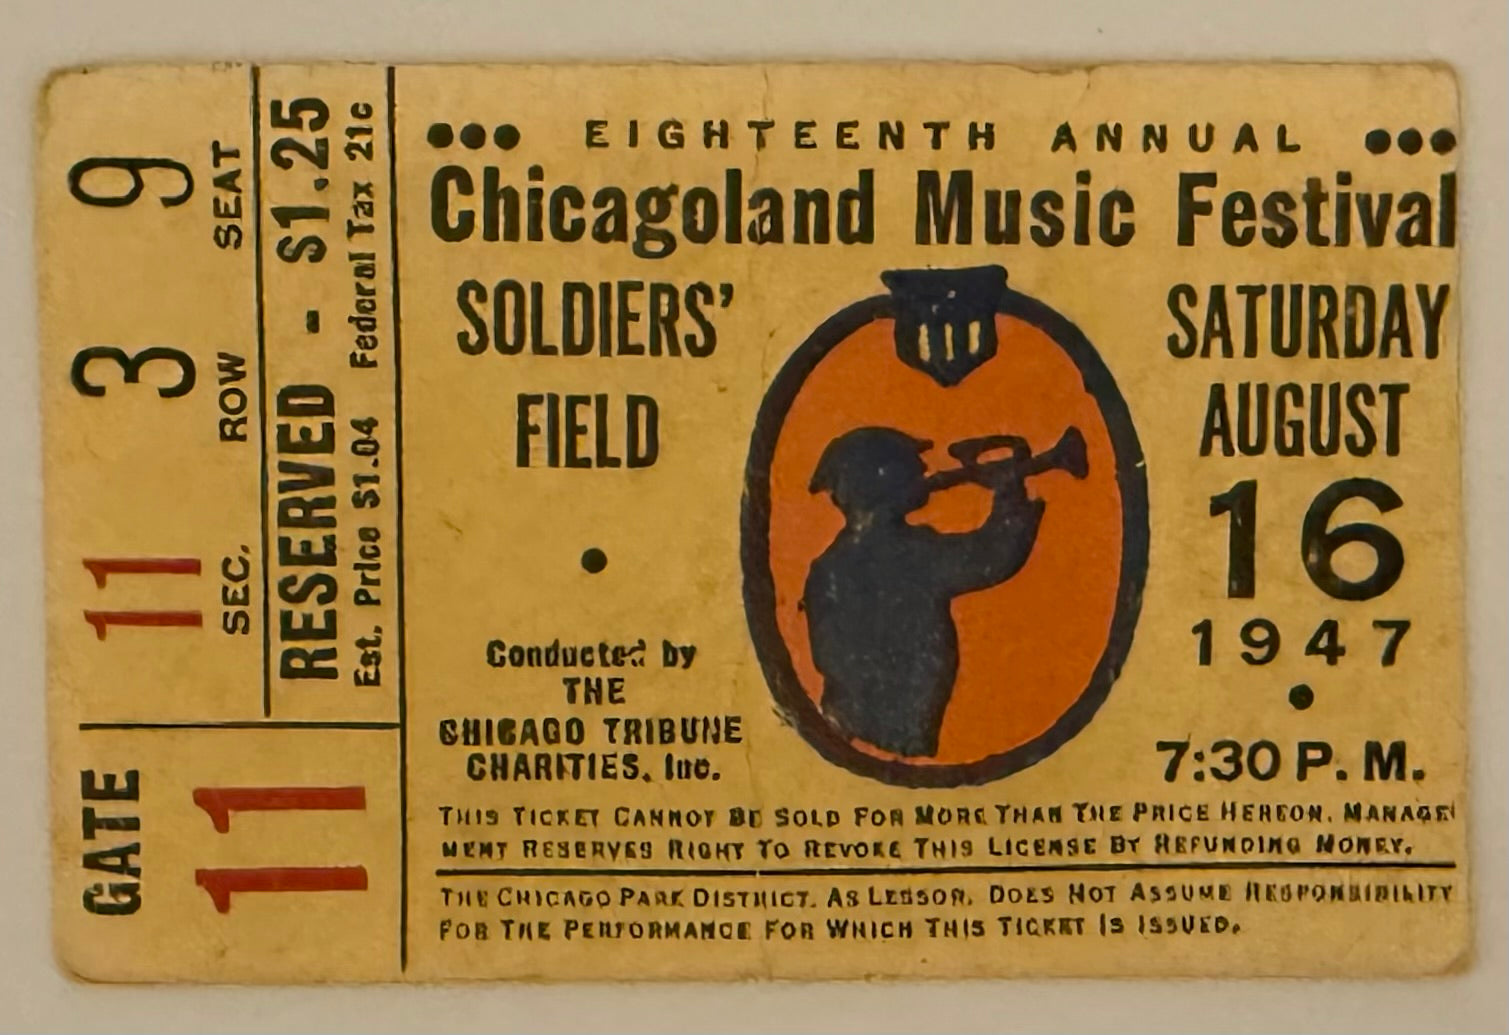 9
SEAT
3
ROW
11
SEC.
RESERVED - $1.25
Est. Price $1.04 Federal Tax 21c
GATE
11
••• EIGHTEENTH ANNUAL •••
Chicagoland Music Festival
SOLDIERS'
FIELD
•
Conducted by
THE
CHICAGO TRIBUNE
CHARITIES, Inc.
SATURDAY
AUGUST
16
1947
•
7:30 P. M.
THIS TICKET CANNOT BE SOLD FOR MORE THAN THE PRICE HEREON. MANAGE-
MENT RESERVES RIGHT TO REVOKE THIS LICENSE BY REFUNDING MONEY.
THE CHICAGO PARK DISTRICT, AS LESSOR, DOES NOT ASSUME RESPONSIBILITY
FOR THE PERFORMANCE FOR WHICH THIS TICKET IS ISSUED.